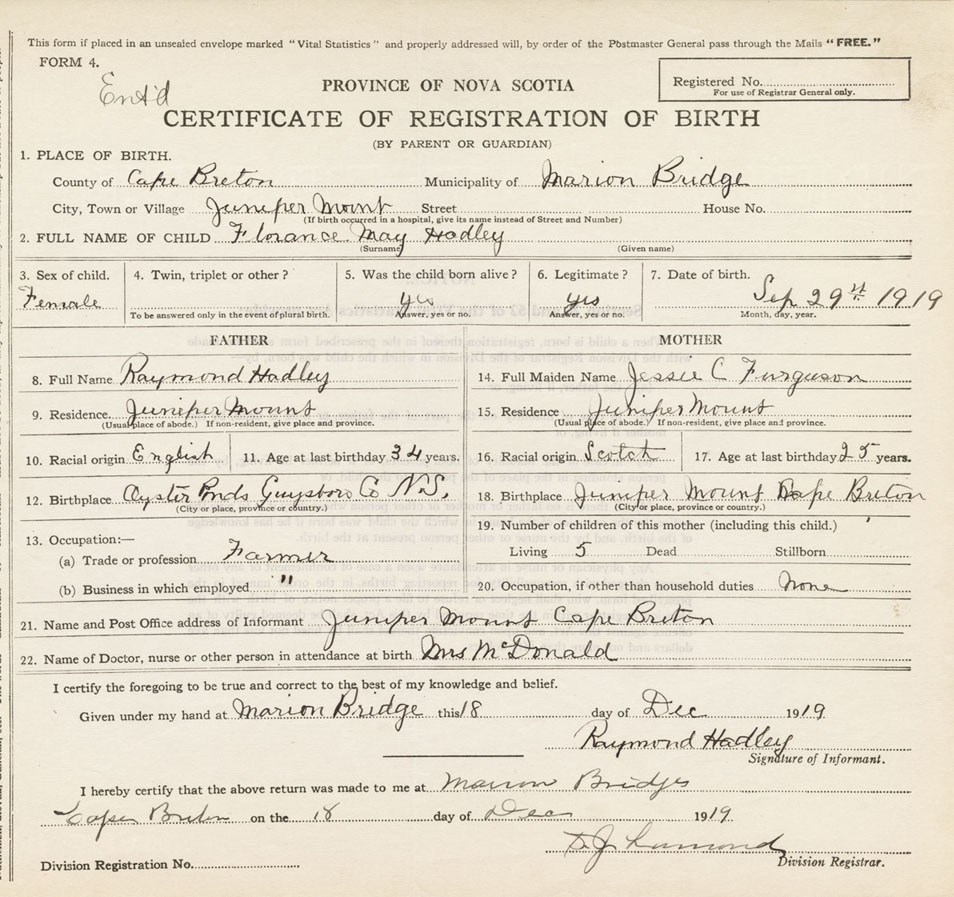 This form if placed in an unsealed envelope marked "Vital Statistics" and properly addressed will, by order of the Postmaster General pass through the Mails "FREE."
FORM 4.
Ent'd
PROVINCE OF NOVA SCOTIA
Registered No.
For use of Registrar General only.
CERTIFICATE OF REGISTRATION OF BIRTH
(BY PARENT OR GUARDIAN)
1. PLACE OF BIRTH.
County of Cape Breton Municipality of Marion Bridge
City, Town or Village Juniper Mount Street House No.
(If birth occurred in a hospital, give its name instead of Street and Number)
2. FULL NAME OF CHILD Florance May Hadley
(Surname) (Given name)
3. Sex of child. 4. Twin, triplet or other? 5. Was the child born alive? 6. Legitimate? 7. Date of birth.
Female yes yes Sep 29th 1919
To be answered only in the event of plural birth. Answer, yes or no. Answer, yes or no. Month, day, year.
FATHER MOTHER
8. Full Name Raymond Hadley 14. Full Maiden Name Jessie C Furguson
9. Residence. Juniper Mount 15. Residence Juniper Mount
(Usual place of abode.) If non-resident, give place and province. (Usual place of abode.) If non-resident, give place and province.
10. Racial origin English 11. Age at last birthday 34 years. 16. Racial origin Scotch 17. Age at last birthday 25 years.
12. Birthplace Oyster Ponds Guysboro Co N.S. 18. Birthplace Juniper Mount Cape Breton
(City or place, province or country.) (City or place, province or country.)
19. Number of children of this mother (including this child.)
13. Occupation:—
(a) Trade or profession Farmer Living 5 Dead Stillborn
(b) Business in which employed " 20. Occupation, if other than household duties None
21. Name and Post Office address of Informant Juniper Mount Cape Breton
22. Name of Doctor, nurse or other person in attendance at birth Mrs McDonald
I certify the foregoing to be true and correct to the best of my knowledge and belief.
Given under my hand at Marion Bridge this 18 day of Dec 1919
Raymond Hadley
Signature of Informant.
I hereby certify that the above return was made to me at Marion Bridge
Cape Breton on the 18 day of Dec 1919.
D. J. Lamond
Division Registration No. Division Registrar.